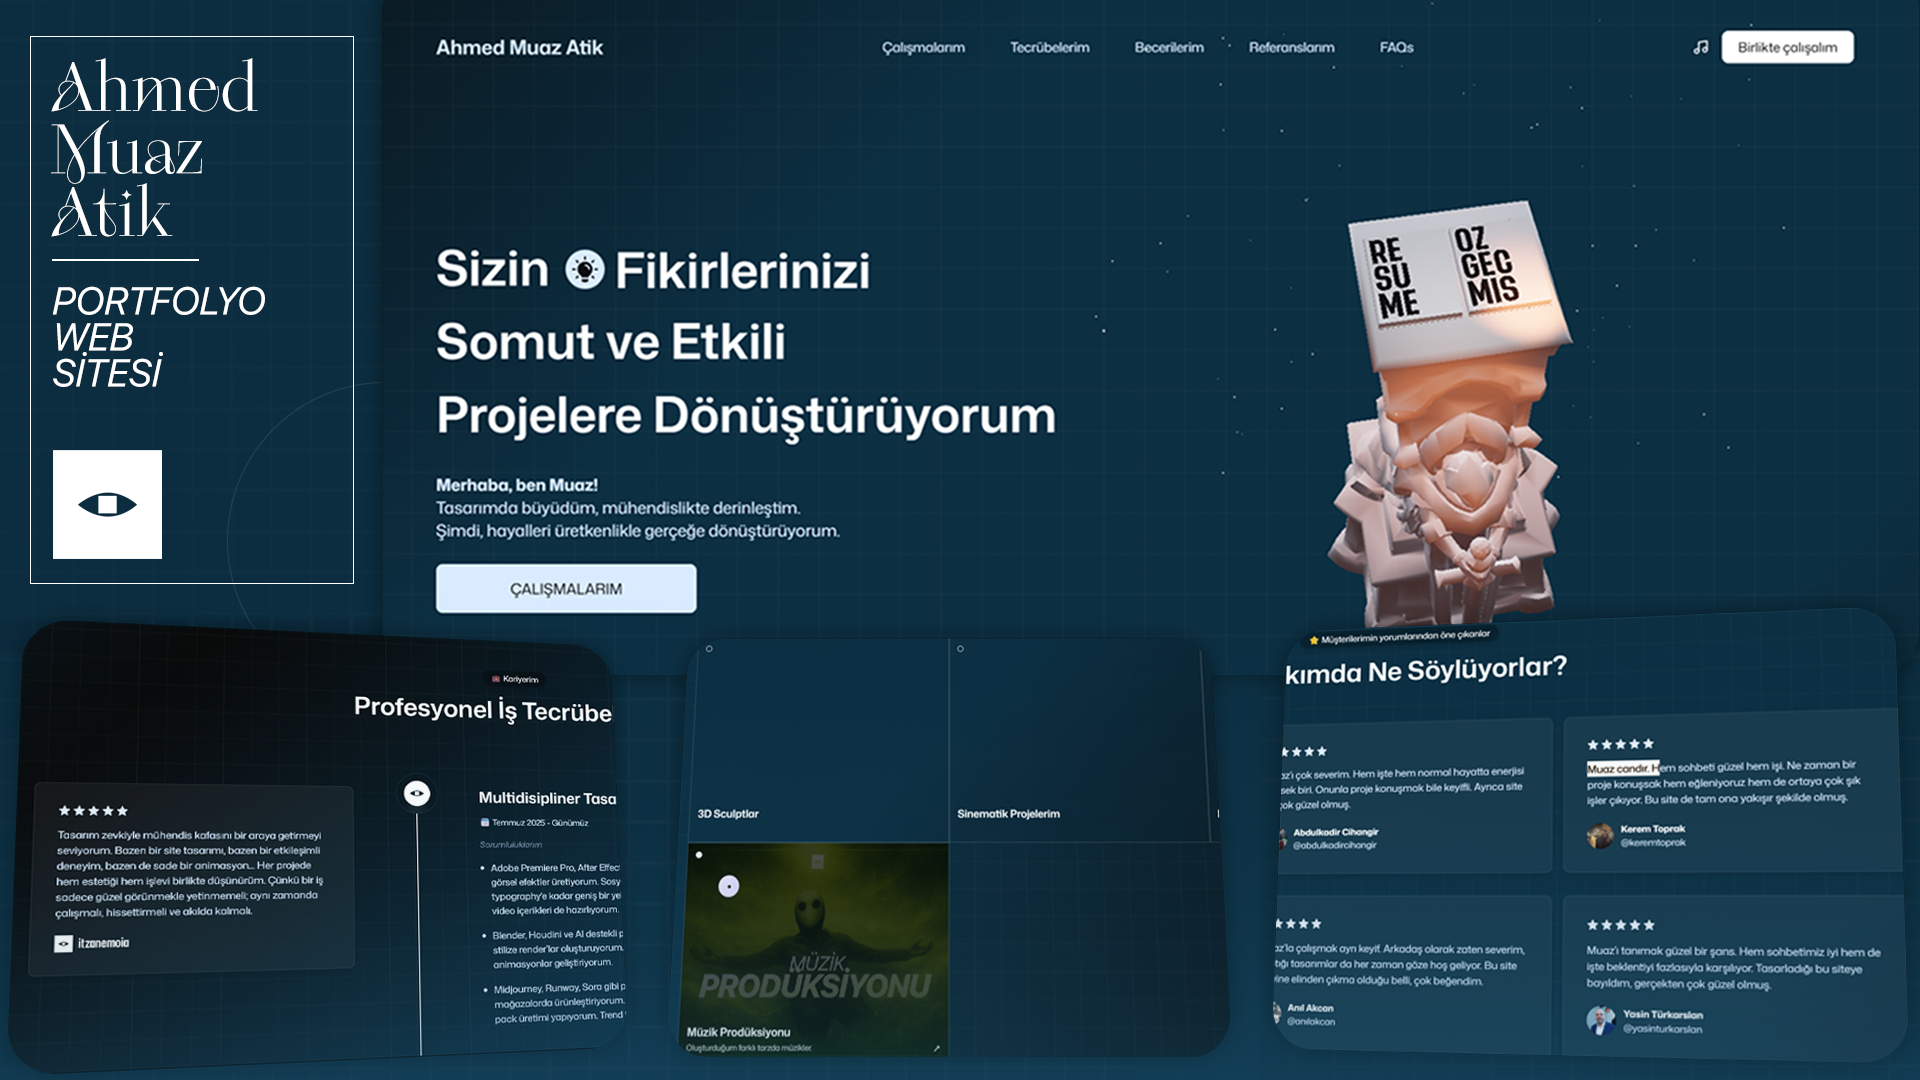 Ahmed
Muaz
Atik
PORTFOLYO
WEB
SİTESİ
Ahmed Muaz Atik
Çalışmalarım
Tecrübelerim
Becerilerim
Referanslarım
FAQs
Birlikte çalışalım
Sizin Fikirlerinizi
Somut ve Etkili
Projelere Dönüştürüyorum
Merhaba, ben Muaz!
Tasarımda büyüdüm, mühendislikte derinleştim.
Şimdi, hayalleri üretkenlikle gerçeğe dönüştürüyorum.
ÇALIŞMALARIM
RE
SU
ME
OZ
GEC
MIS
Kariyerim
Profesyonel İş Tecrübe
Tasarım zevkiyle mühendis kafasını bir araya getirmeyi
seviyorum. Bazen bir site tasarımı, bazen bir etkileşimli
deneyim, bazen de sade bir animasyon... Her projede
hem estetiği hem işlevi birlikte düşünürüm. Çünkü bir iş
sadece güzel görünmekle yetinmemeli; aynı zamanda
çalışmalı, hissettirmeli ve akılda kalmalı.
itzanemoia
Multidisipliner Tasa
Temmuz 2025 - Günümüz
Sorumluluklarım
Adobe Premiere Pro, After Effec
görsel efektler üretiyorum. Sosy
typography'e kadar geniş bir ye
video içerikleri de hazırlıyorum.
Blender, Houdini ve AI destekli p
stilize render'lar oluşturuyorum.
animasyonlar geliştiriyorum.
Midjourney, Runway, Sora gibi p
mağazalarda ürünleştiriyorum.
pack üretimi yapıyorum. Trend
3D Sculptlar
Sinematik Projelerim
MÜZİK
PRODÜKSİYONU
Müzik Prodüksiyonu
Oluşturduğum farklı tarzda müzikler.
Müşterilerimin yorumlarından öne çıkanlar
kımda Ne Söylüyorlar?
az'ı çok severim. Hem işte hem normal hayatta enerjisi
sek biri. Onunla proje konuşmak bile keyifli. Ayrıca site
ok güzel olmuş.
Abdulkadir Cihangir
@abdulkadircihangir
Muaz candır. Hem sohbeti güzel hem işi. Ne zaman bir
proje konuşsak hem eğleniyoruz hem de ortaya çok şık
işler çıkıyor. Bu site de tam ona yakışır şekilde olmuş.
Kerem Toprak
@keremtoprak
az'la çalışmak ayrı keyif. Arkadaş olarak zaten severim,
tığı tasarımlar da her zaman göze hoş geliyor. Bu site
ine elinden çıkma olduğu belli, çok beğendim.
Anıl Akcan
@anılakcan
Muaz'ı tanımak güzel bir şans. Hem sohbetimiz iyi hem de
işte beklentiyi fazlasıyla karşılıyor. Tasarladığı bu siteye
bayıldım, gerçekten çok güzel olmuş.
Yasin Türkarslan
@yasinturkarslan